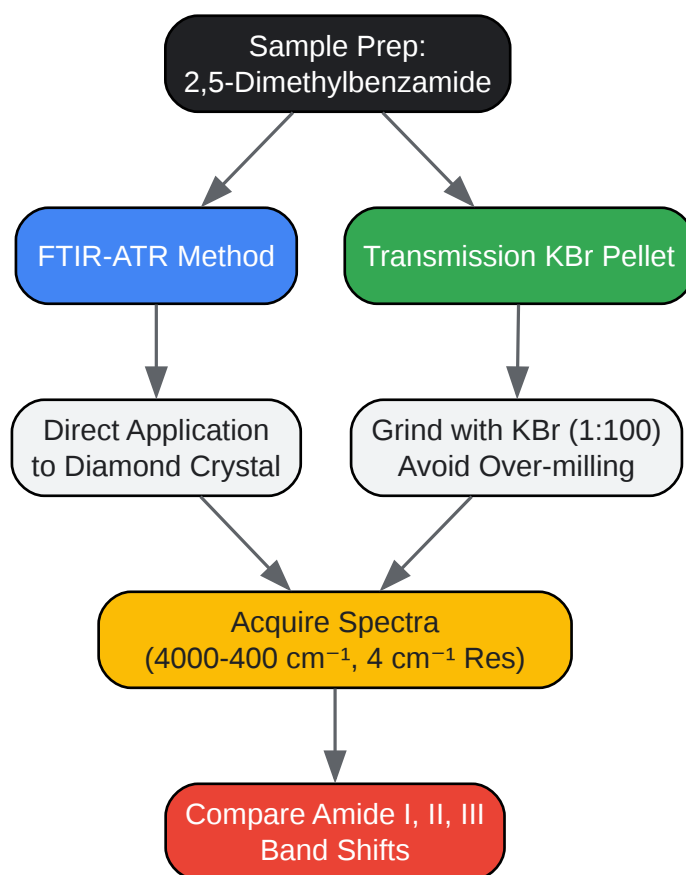 Sample Prep:
2,5-Dimethylbenzamide
FTIR-ATR Method
Transmission KBr Pellet
Direct Application
to Diamond Crystal
Grind with KBr (1:100)
Avoid Over-milling
Acquire Spectra
(4000-400 cm⁻¹, 4 cm⁻¹ Res)
Compare Amide I, II, III
Band Shifts